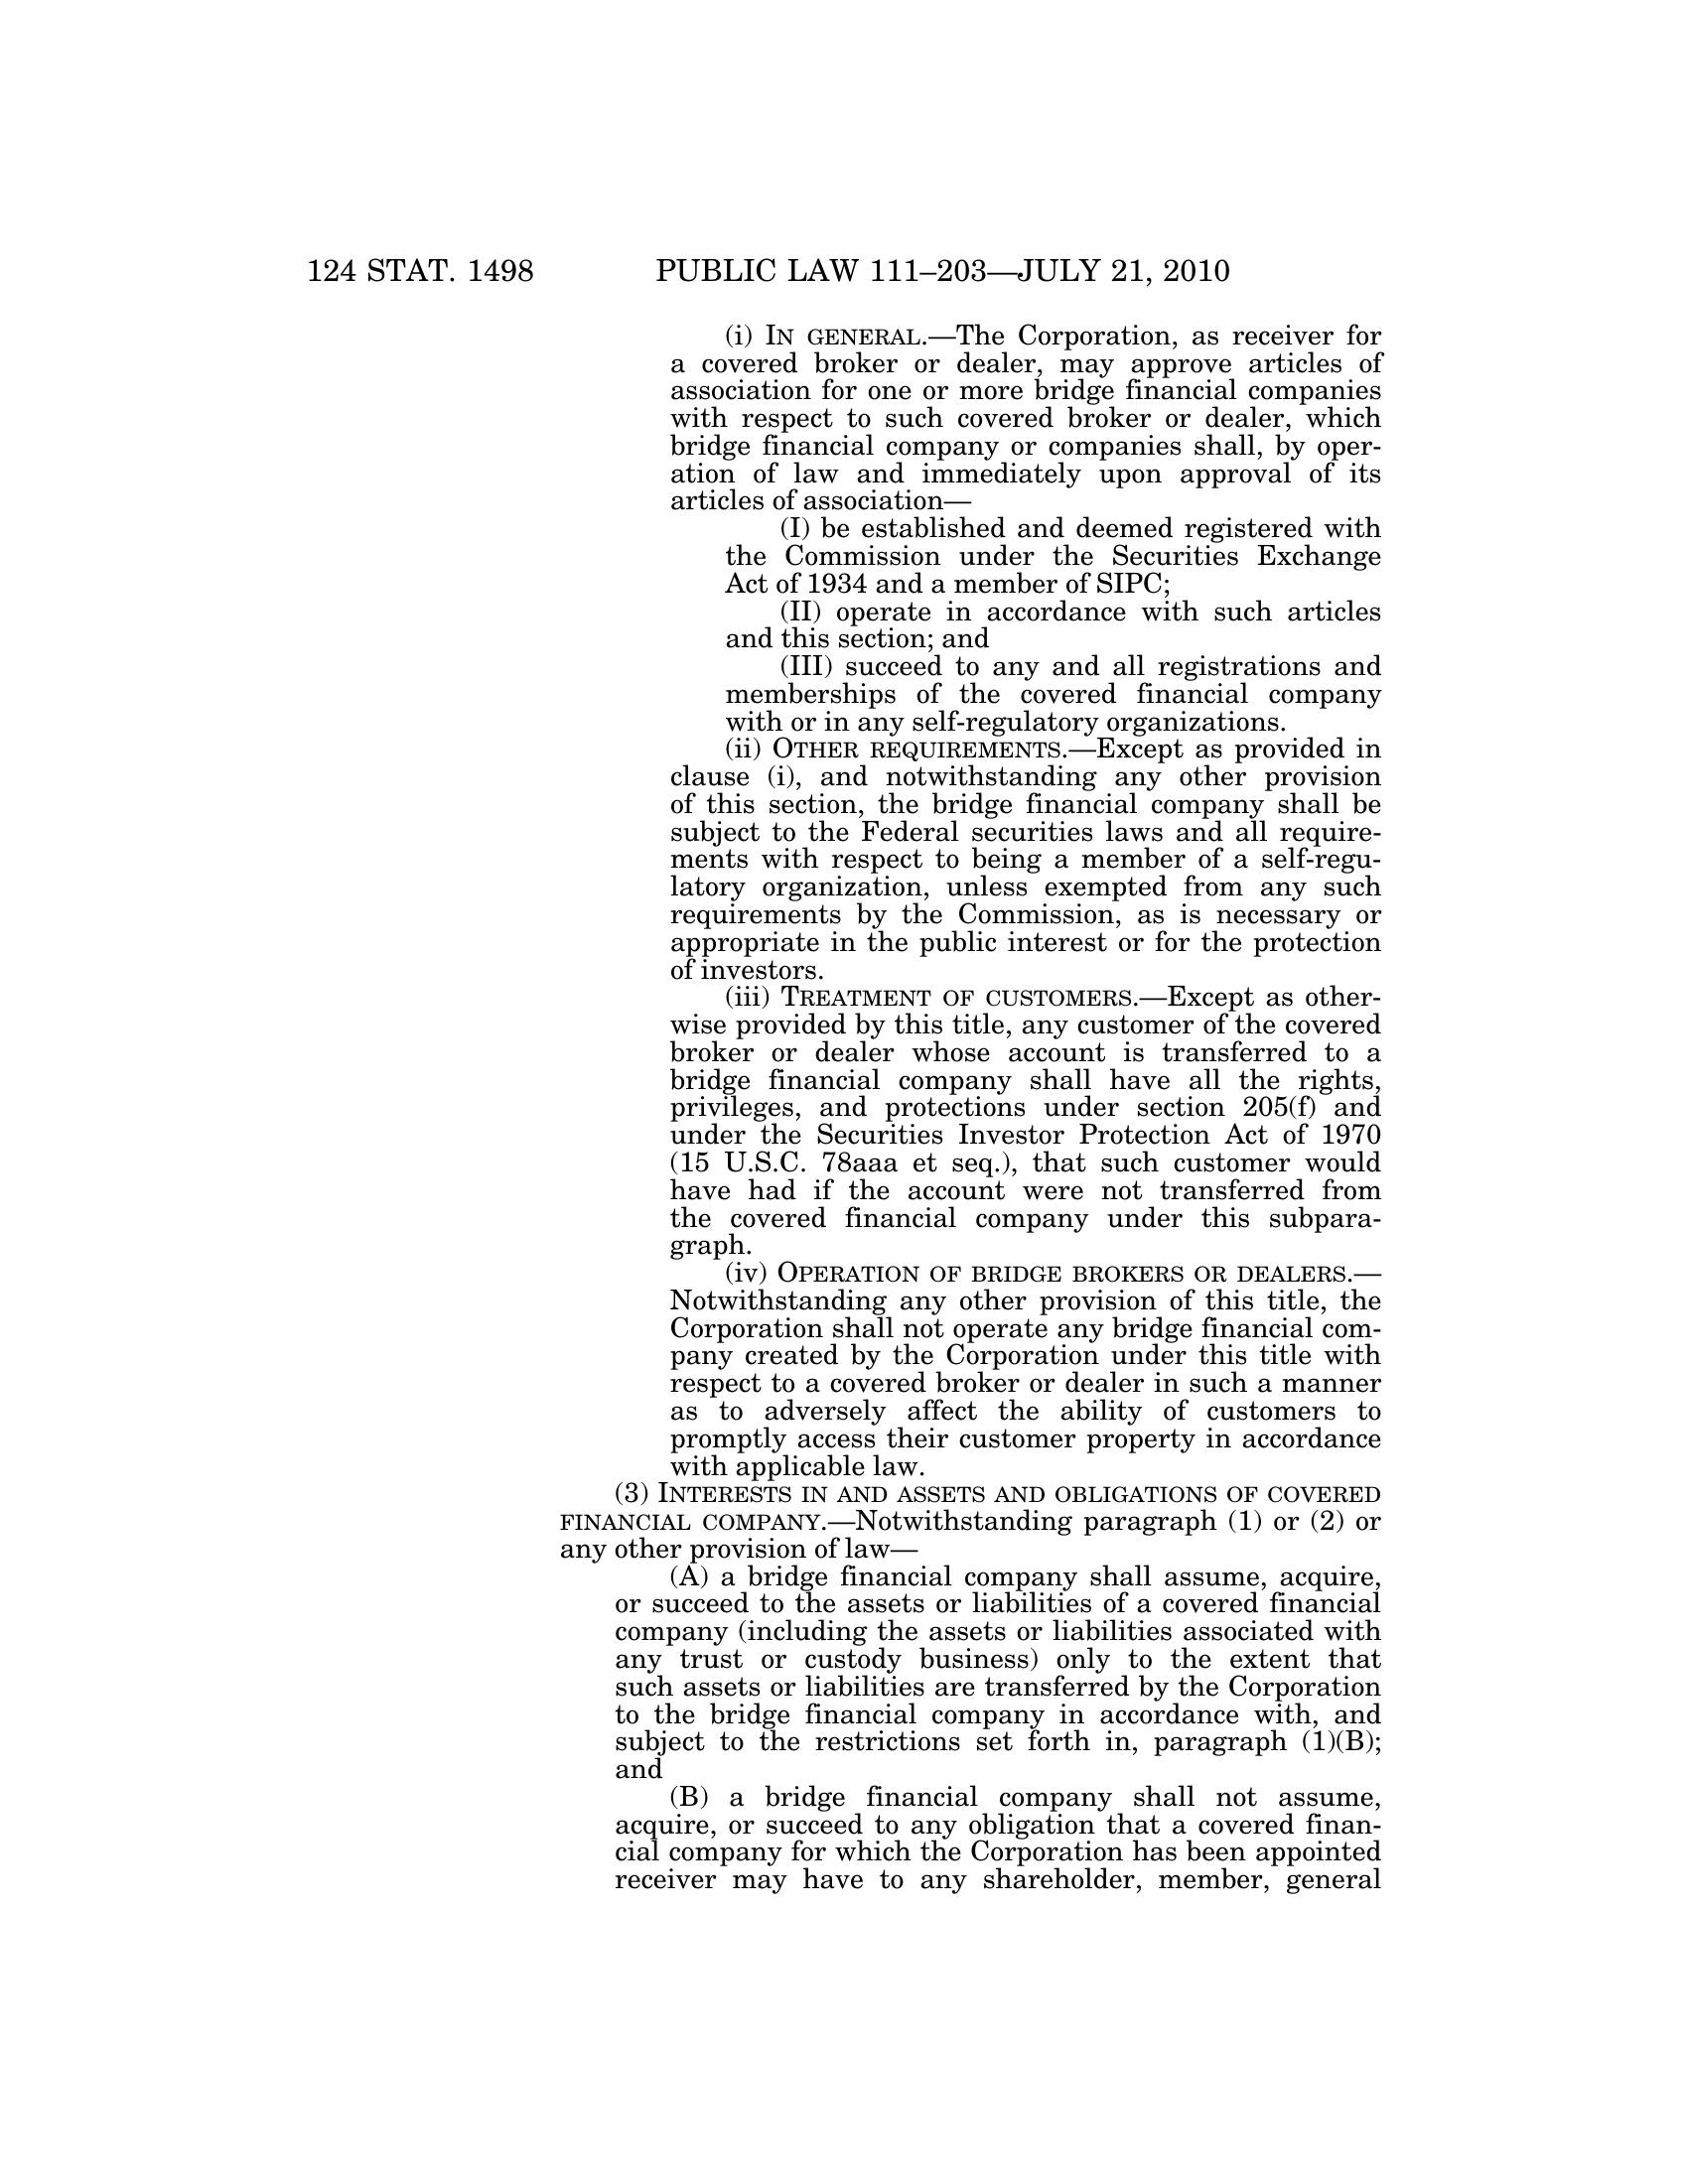 124 STAT. 1498 PUBLIC LAW 111–203—JULY 21, 2010
(i) IN GENERAL.—The Corporation, as receiver for
a covered broker or dealer, may approve articles of
association for one or more bridge financial companies
with respect to such covered broker or dealer, which
bridge financial company or companies shall, by oper-
ation of law and immediately upon approval of its
articles of association—
(I) be established and deemed registered with
the Commission under the Securities Exchange
Act of 1934 and a member of SIPC;
(II) operate in accordance with such articles
and this section; and
(III) succeed to any and all registrations and
memberships of the covered financial company
with or in any self-regulatory organizations.
(ii) OTHER REQUIREMENTS.—Except as provided in
clause (i), and notwithstanding any other provision
of this section, the bridge financial company shall be
subject to the Federal securities laws and all require-
ments with respect to being a member of a self-regu-
latory organization, unless exempted from any such
requirements by the Commission, as is necessary or
appropriate in the public interest or for the protection
of investors.
(iii) TREATMENT OF CUSTOMERS.—Except as other-
wise provided by this title, any customer of the covered
broker or dealer whose account is transferred to a
bridge financial company shall have all the rights,
privileges, and protections under section 205(f) and
under the Securities Investor Protection Act of 1970
(15 U.S.C. 78aaa et seq.), that such customer would
have had if the account were not transferred from
the covered financial company under this subpara-
graph.
(iv) OPERATION OF BRIDGE BROKERS OR DEALERS.—
Notwithstanding any other provision of this title, the
Corporation shall not operate any bridge financial com-
pany created by the Corporation under this title with
respect to a covered broker or dealer in such a manner
as to adversely affect the ability of customers to
promptly access their customer property in accordance
with applicable law.
(3) INTERESTS IN AND ASSETS AND OBLIGATIONS OF COVERED
FINANCIAL COMPANY.—Notwithstanding paragraph (1) or (2) or
any other provision of law—
(A) a bridge financial company shall assume, acquire,
or succeed to the assets or liabilities of a covered financial
company (including the assets or liabilities associated with
any trust or custody business) only to the extent that
such assets or liabilities are transferred by the Corporation
to the bridge financial company in accordance with, and
subject to the restrictions set forth in, paragraph (1)(B);
and
(B) a bridge financial company shall not assume,
acquire, or succeed to any obligation that a covered finan-
cial company for which the Corporation has been appointed
receiver may have to any shareholder, member, general